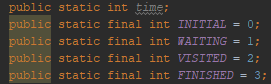 public static int time;
public static final int INITIAL = 0;
public static final int WAITING = 1;
public static final int VISITED = 2;
public static final int FINISHED = 3;